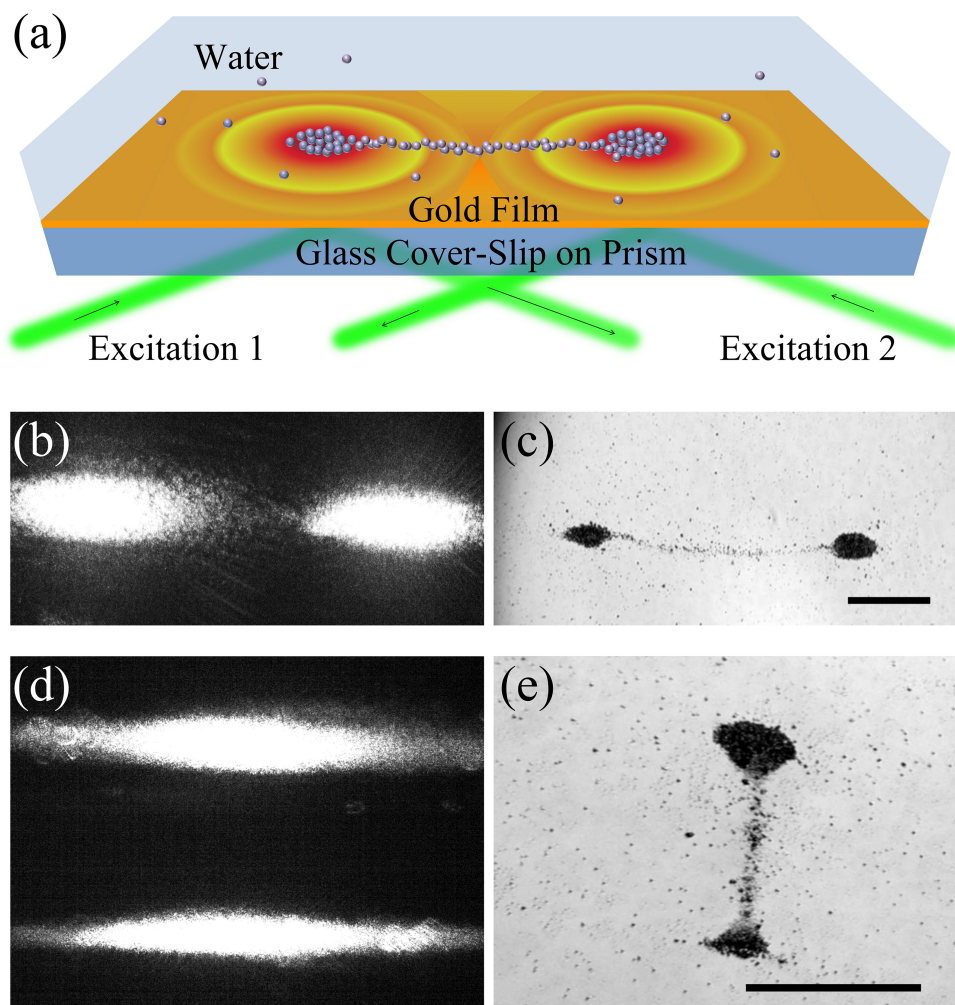 (a)
Water
Gold Film
Glass Cover-Slip on Prism
Excitation 1
Excitation 2
(b)
(c)
(d)
(e)